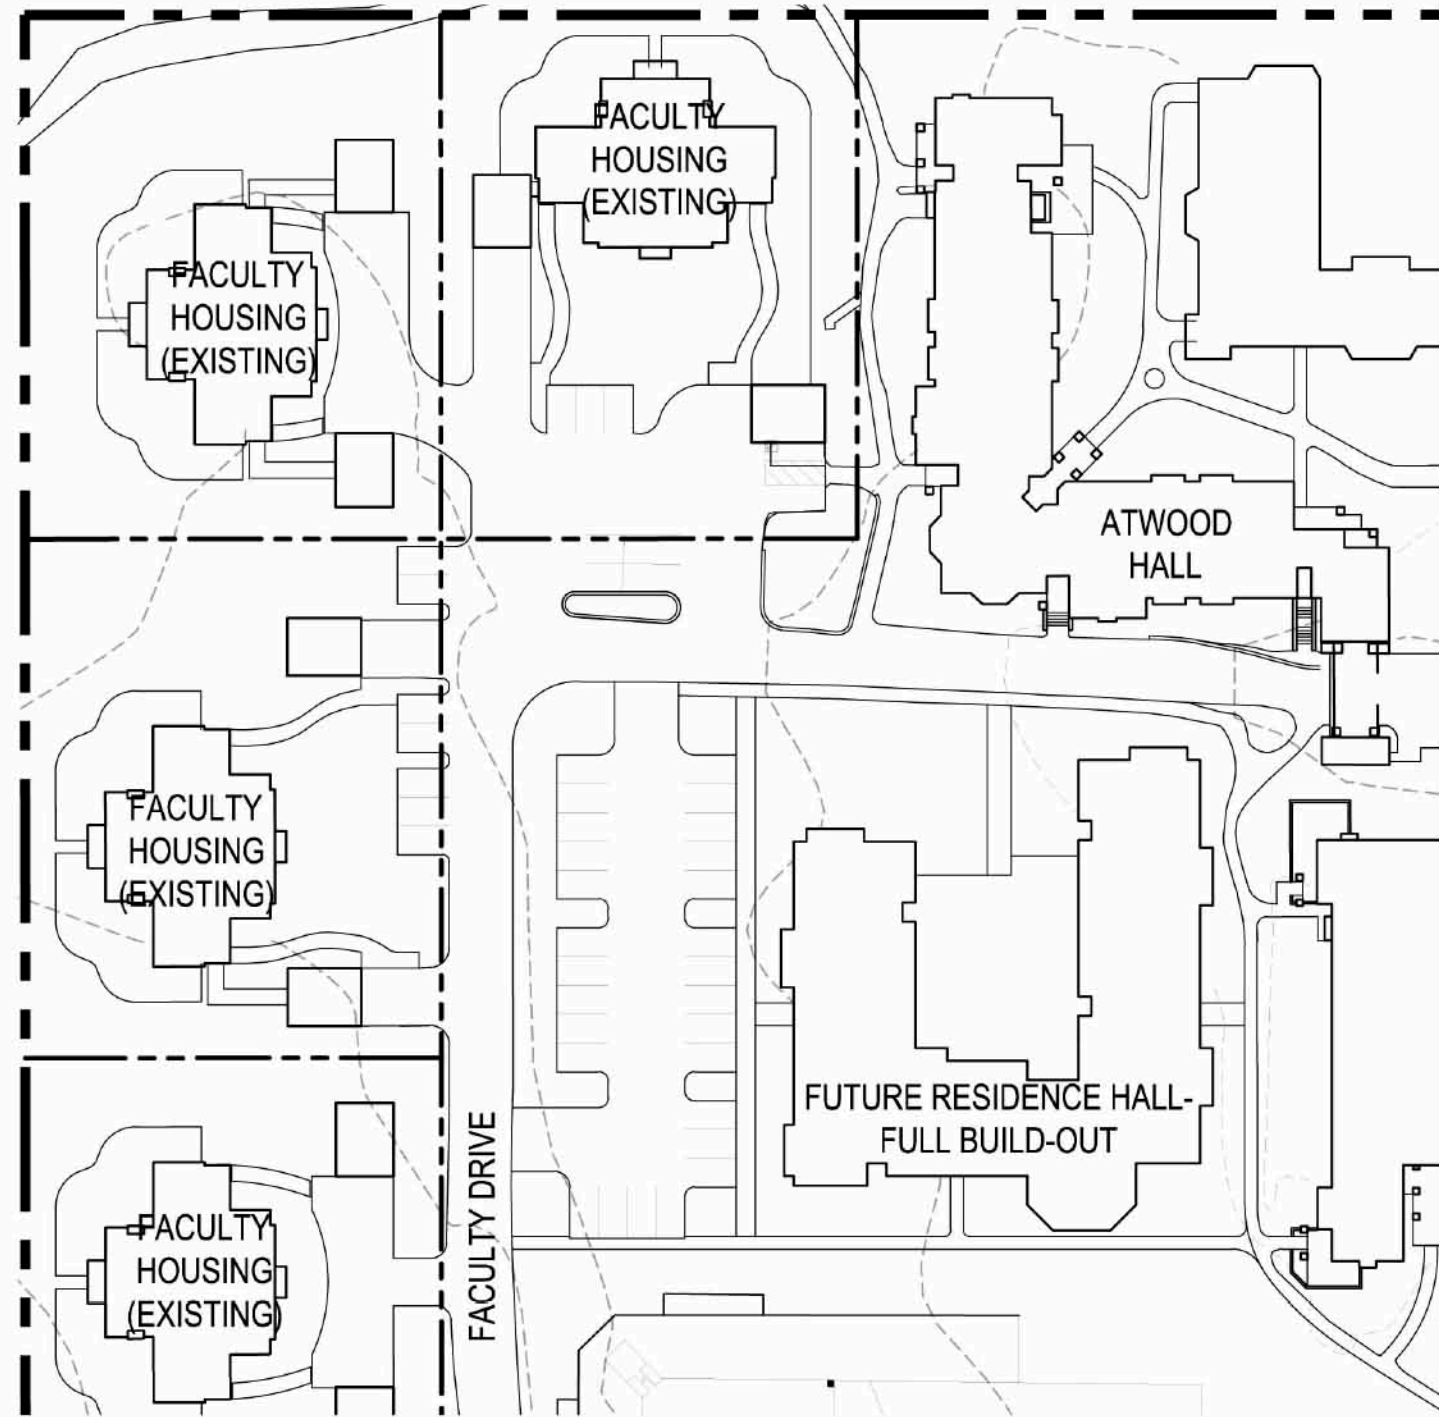 FACULTY
HOUSING
(EXISTING)
FACULTY
HOUSING
(EXISTING)
ATWOOD
HALL
FACULTY
HOUSING
(EXISTING)
FUTURE RESIDENCE HALL-
FULL BUILD-OUT
FACULTY DRIVE
FACULTY
HOUSING
(EXISTING)